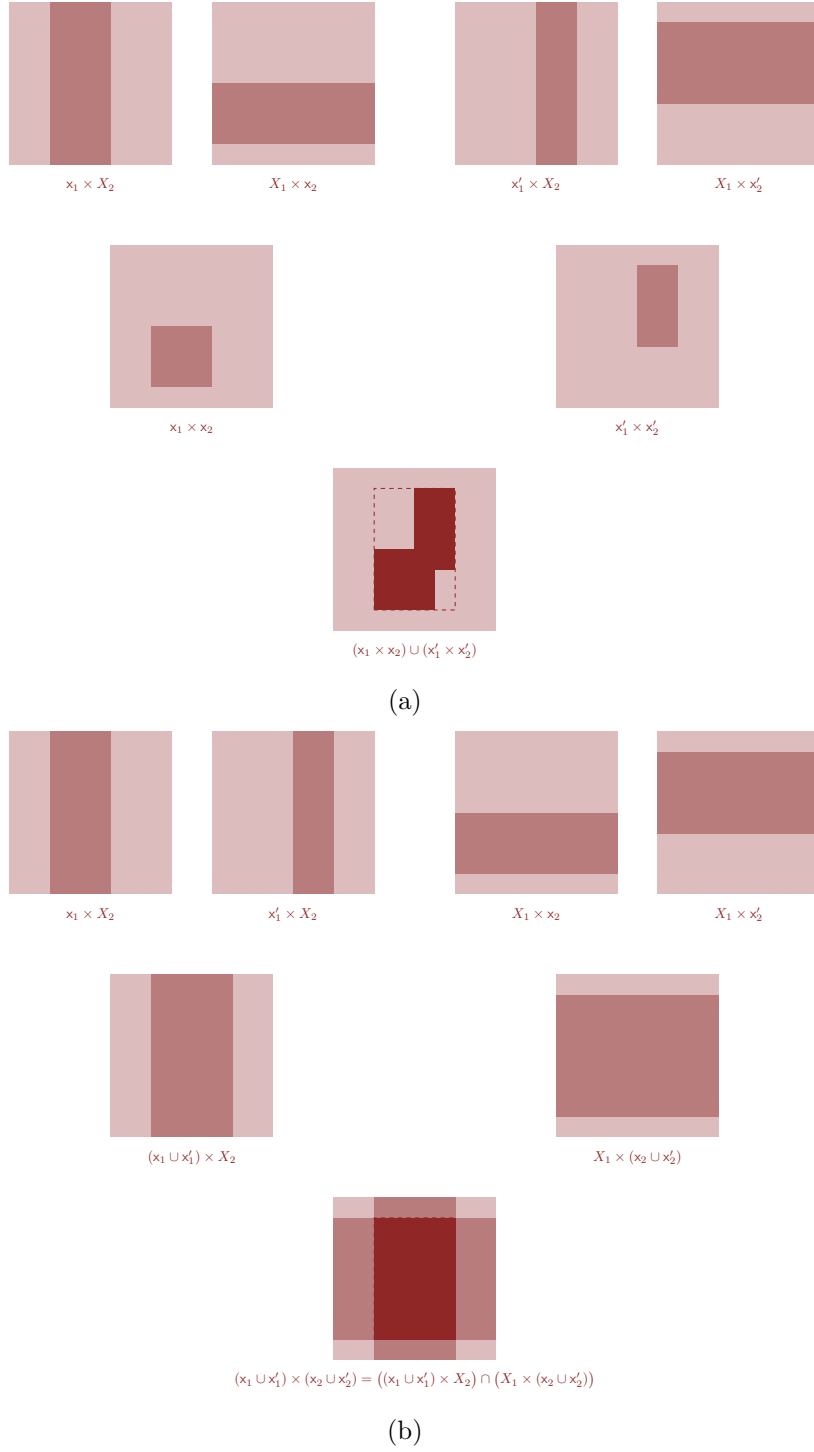 x₁ × X₂ X₁ × x₂ x′₁ × X₂ X₁ × x′₂
x₁ × x₂ x′₁ × x′₂
(x₁ × x₂) ∪ (x′₁ × x′₂)
(a)
x₁ × X₂ x′₁ × X₂ X₁ × x₂ X₁ × x′₂
(x₁ ∪ x′₁) × X₂ X₁ × (x₂ ∪ x′₂)
(x₁ ∪ x′₁) × (x₂ ∪ x′₂) = ((x₁ ∪ x′₁) × X₂) ∩ (X₁ × (x₂ ∪ x′₂))
(b)